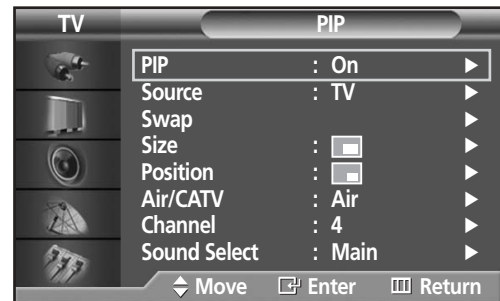 TV PIP
PIP : On
Source : TV
Swap
Size :
Position :
Air/CATV : Air
Channel : 4
Sound Select : Main
Move Enter Return